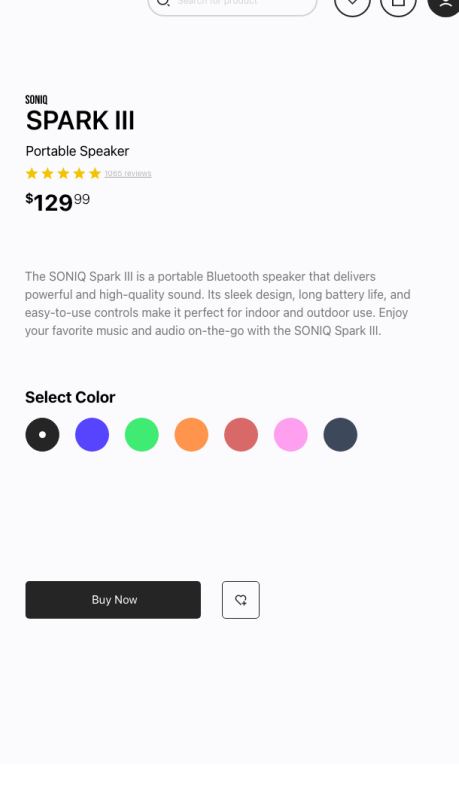 Search for product
SONIQ
SPARK III
Portable Speaker
1065 reviews
$12999
The SONIQ Spark III is a portable Bluetooth speaker that delivers
powerful and high-quality sound. Its sleek design, long battery life, and
easy-to-use controls make it perfect for indoor and outdoor use. Enjoy
your favorite music and audio on-the-go with the SONIQ Spark III.
Select Color
Buy Now